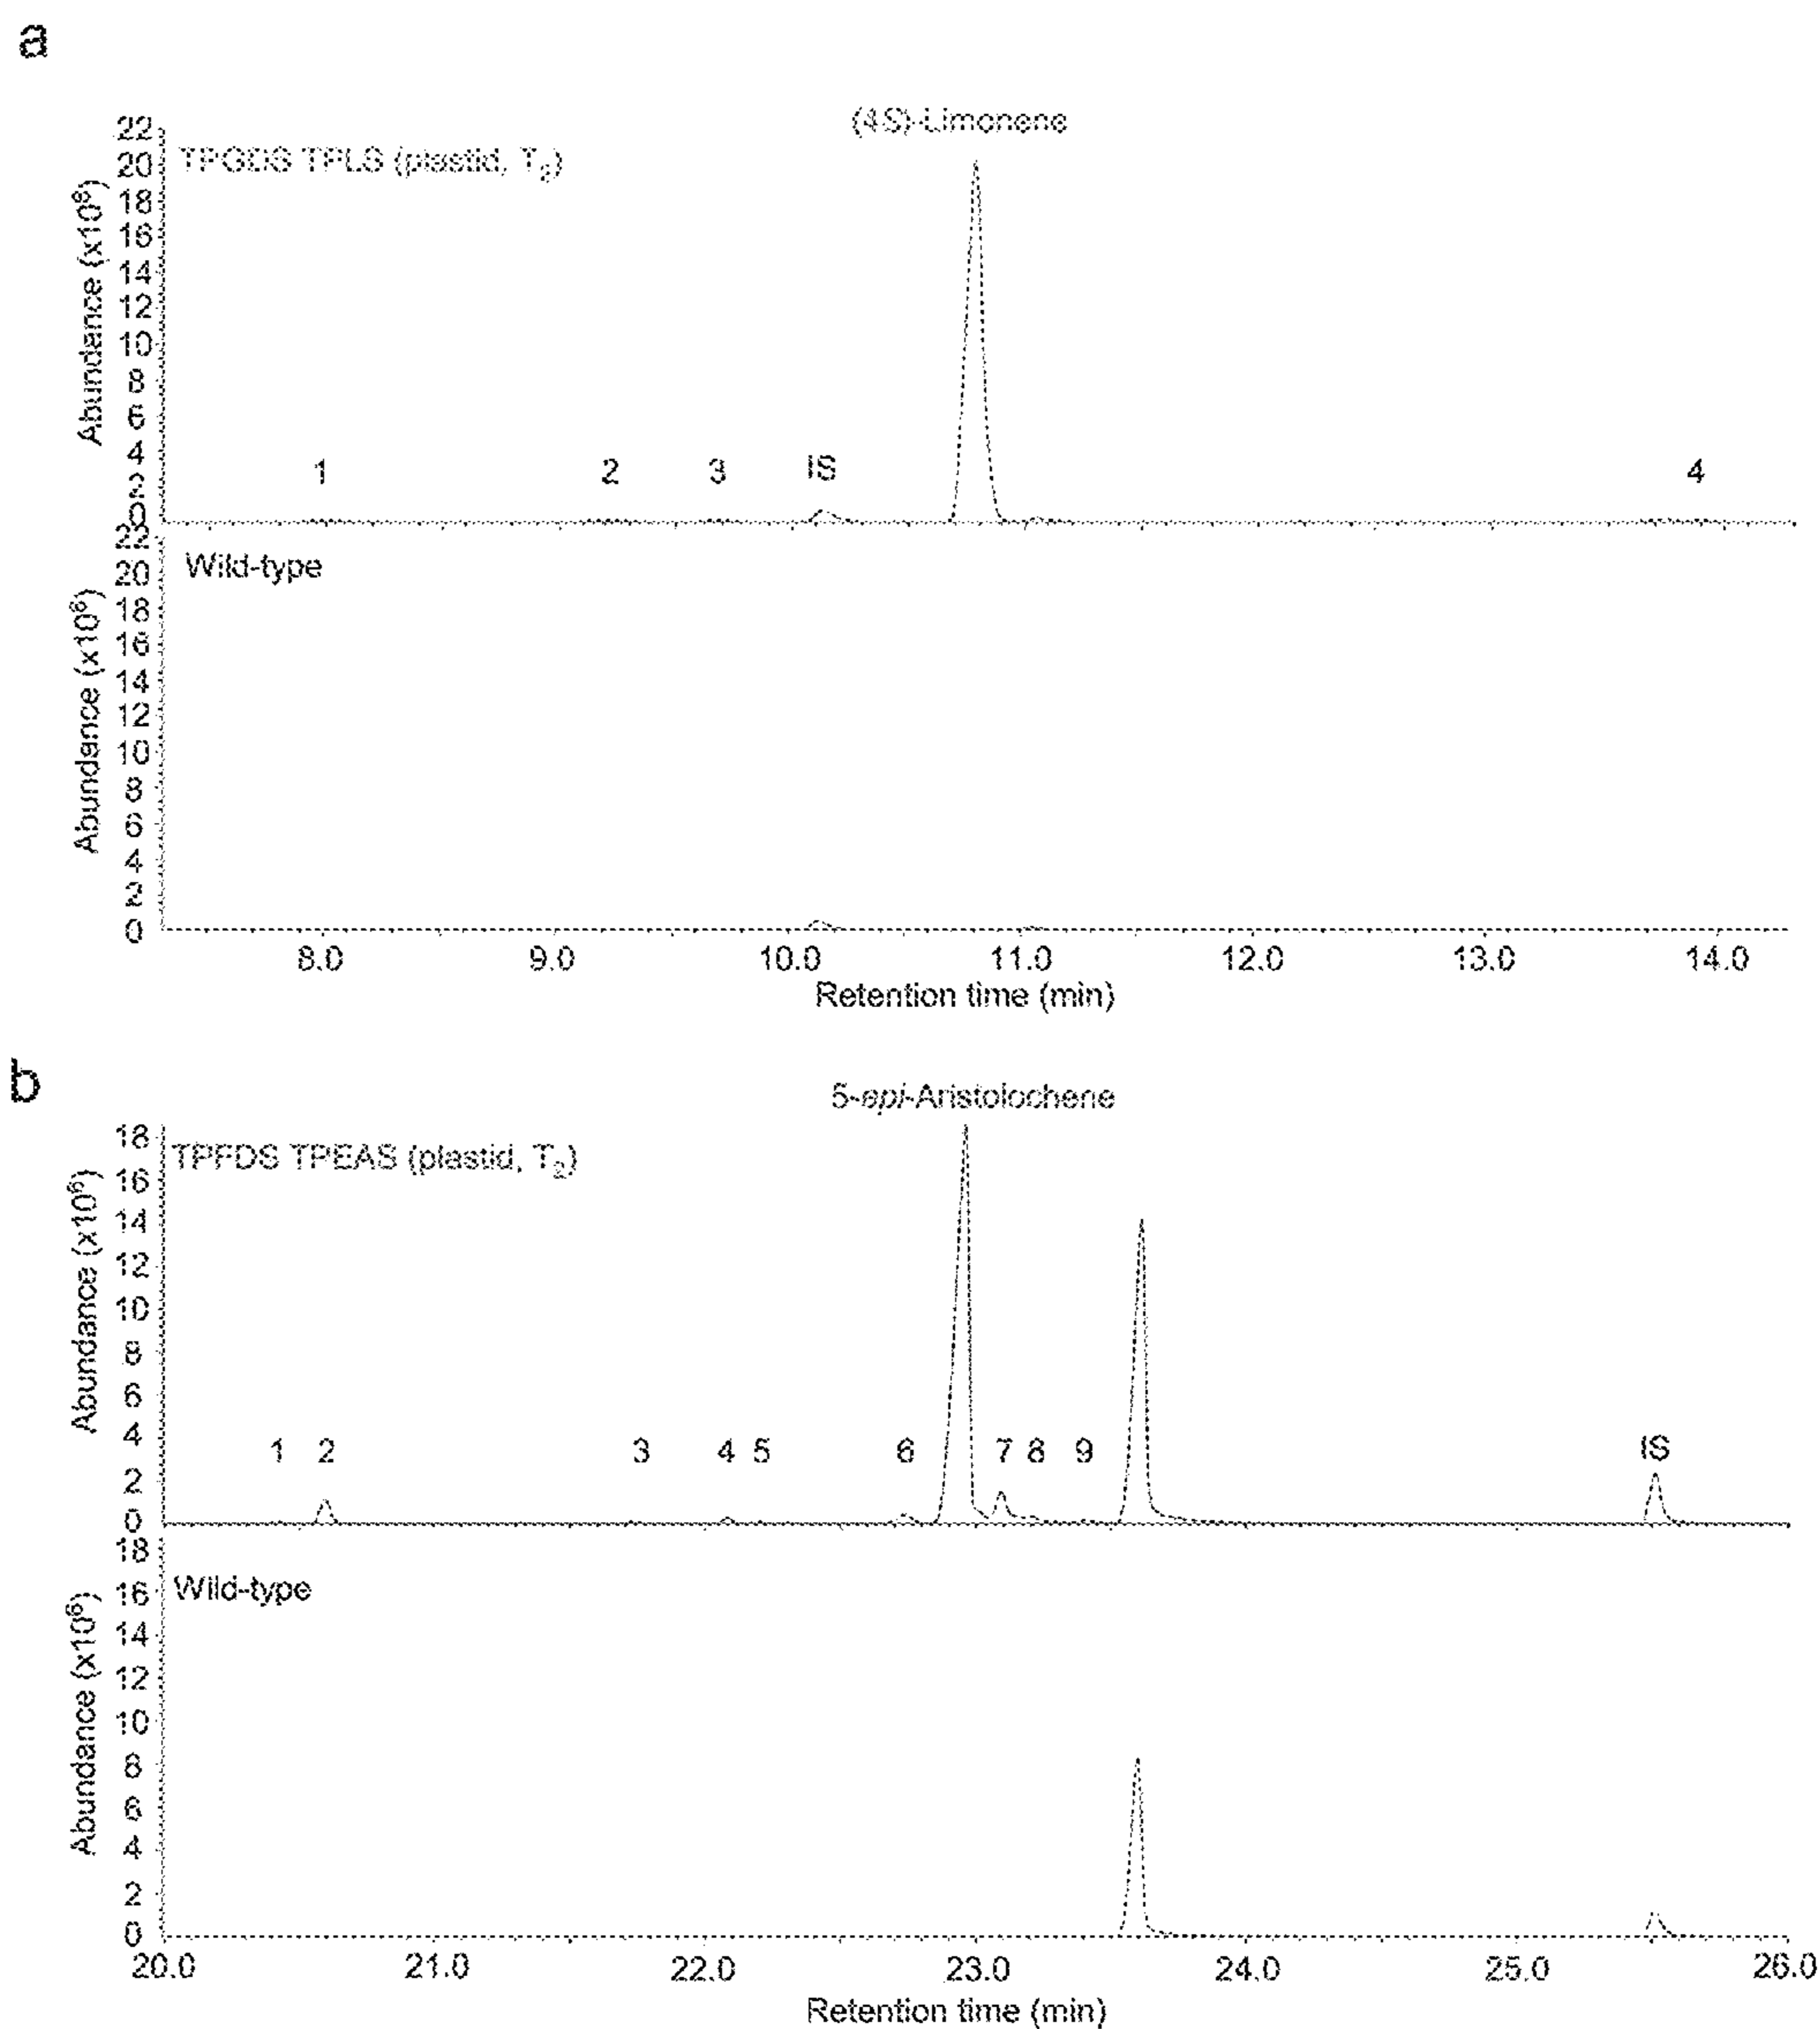 a
(4S)-Limonene
TPGDS TPLS (plastid, T2)
Abundance (x10⁶)
22
20
18
16
14
12
10
8
6
4
2
0
1 2 3 IS 4
Wild-type
Abundance (x10⁶)
22
20
18
16
14
12
10
8
6
4
2
0
8.0 9.0 10.0 11.0 12.0 13.0 14.0
Retention time (min)
b
5-epi-Aristolochene
TPFDS TPEAS (plastid, T2)
Abundance (x10⁶)
18
16
14
12
10
8
6
4
2
0
1 2 3 4 5 6 7 8 9 IS
Wild-type
Abundance (x10⁶)
18
16
14
12
10
8
6
4
2
0
20.0 21.0 22.0 23.0 24.0 25.0 26.0
Retention time (min)